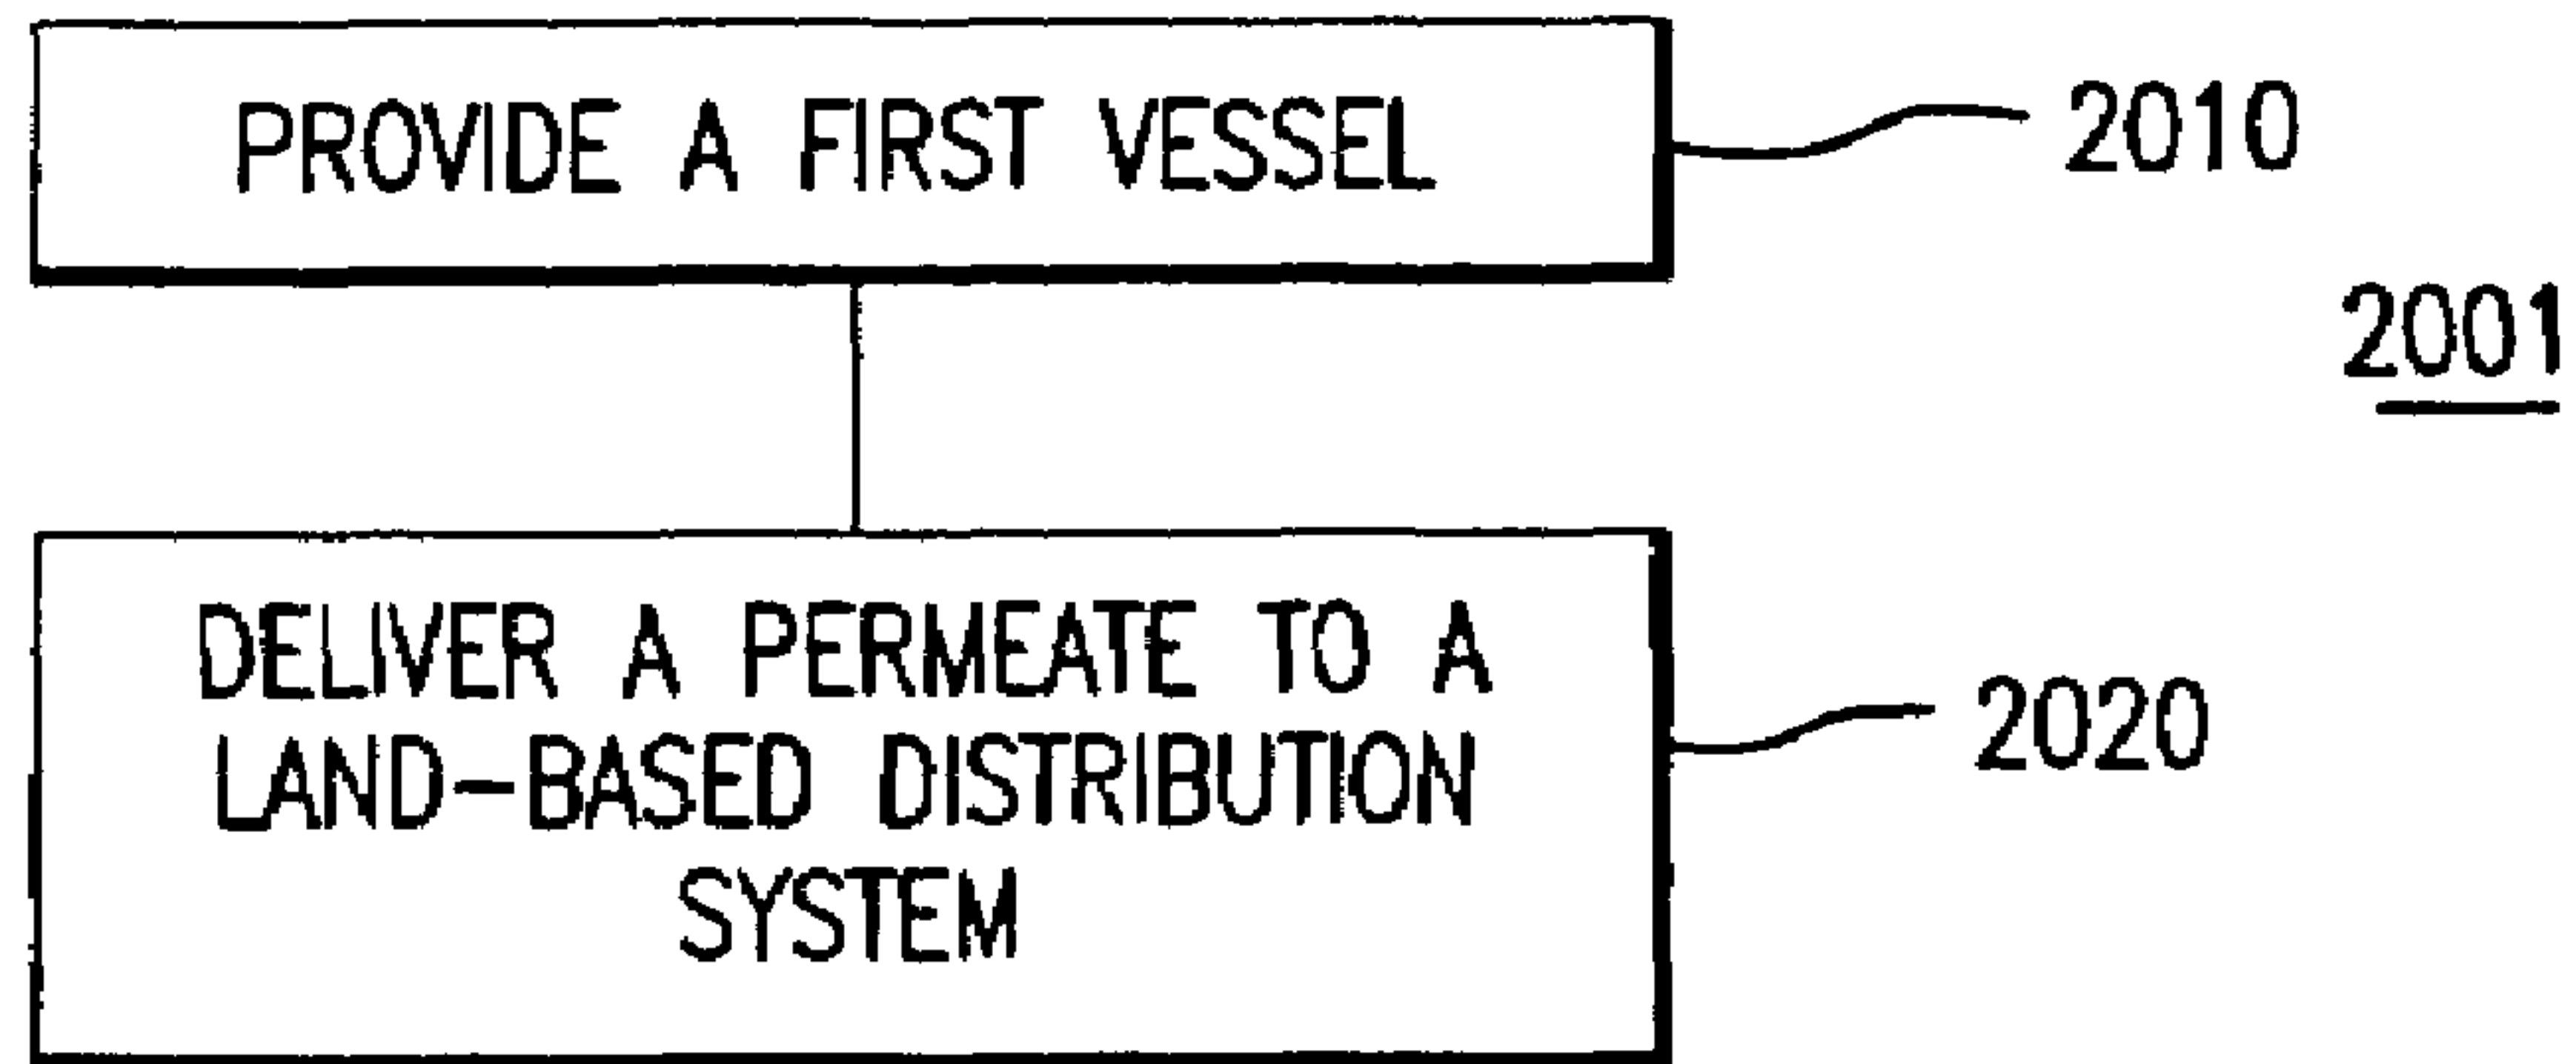 PROVIDE A FIRST VESSEL
2010
2001
DELIVER A PERMEATE TO A
LAND-BASED DISTRIBUTION
SYSTEM
2020